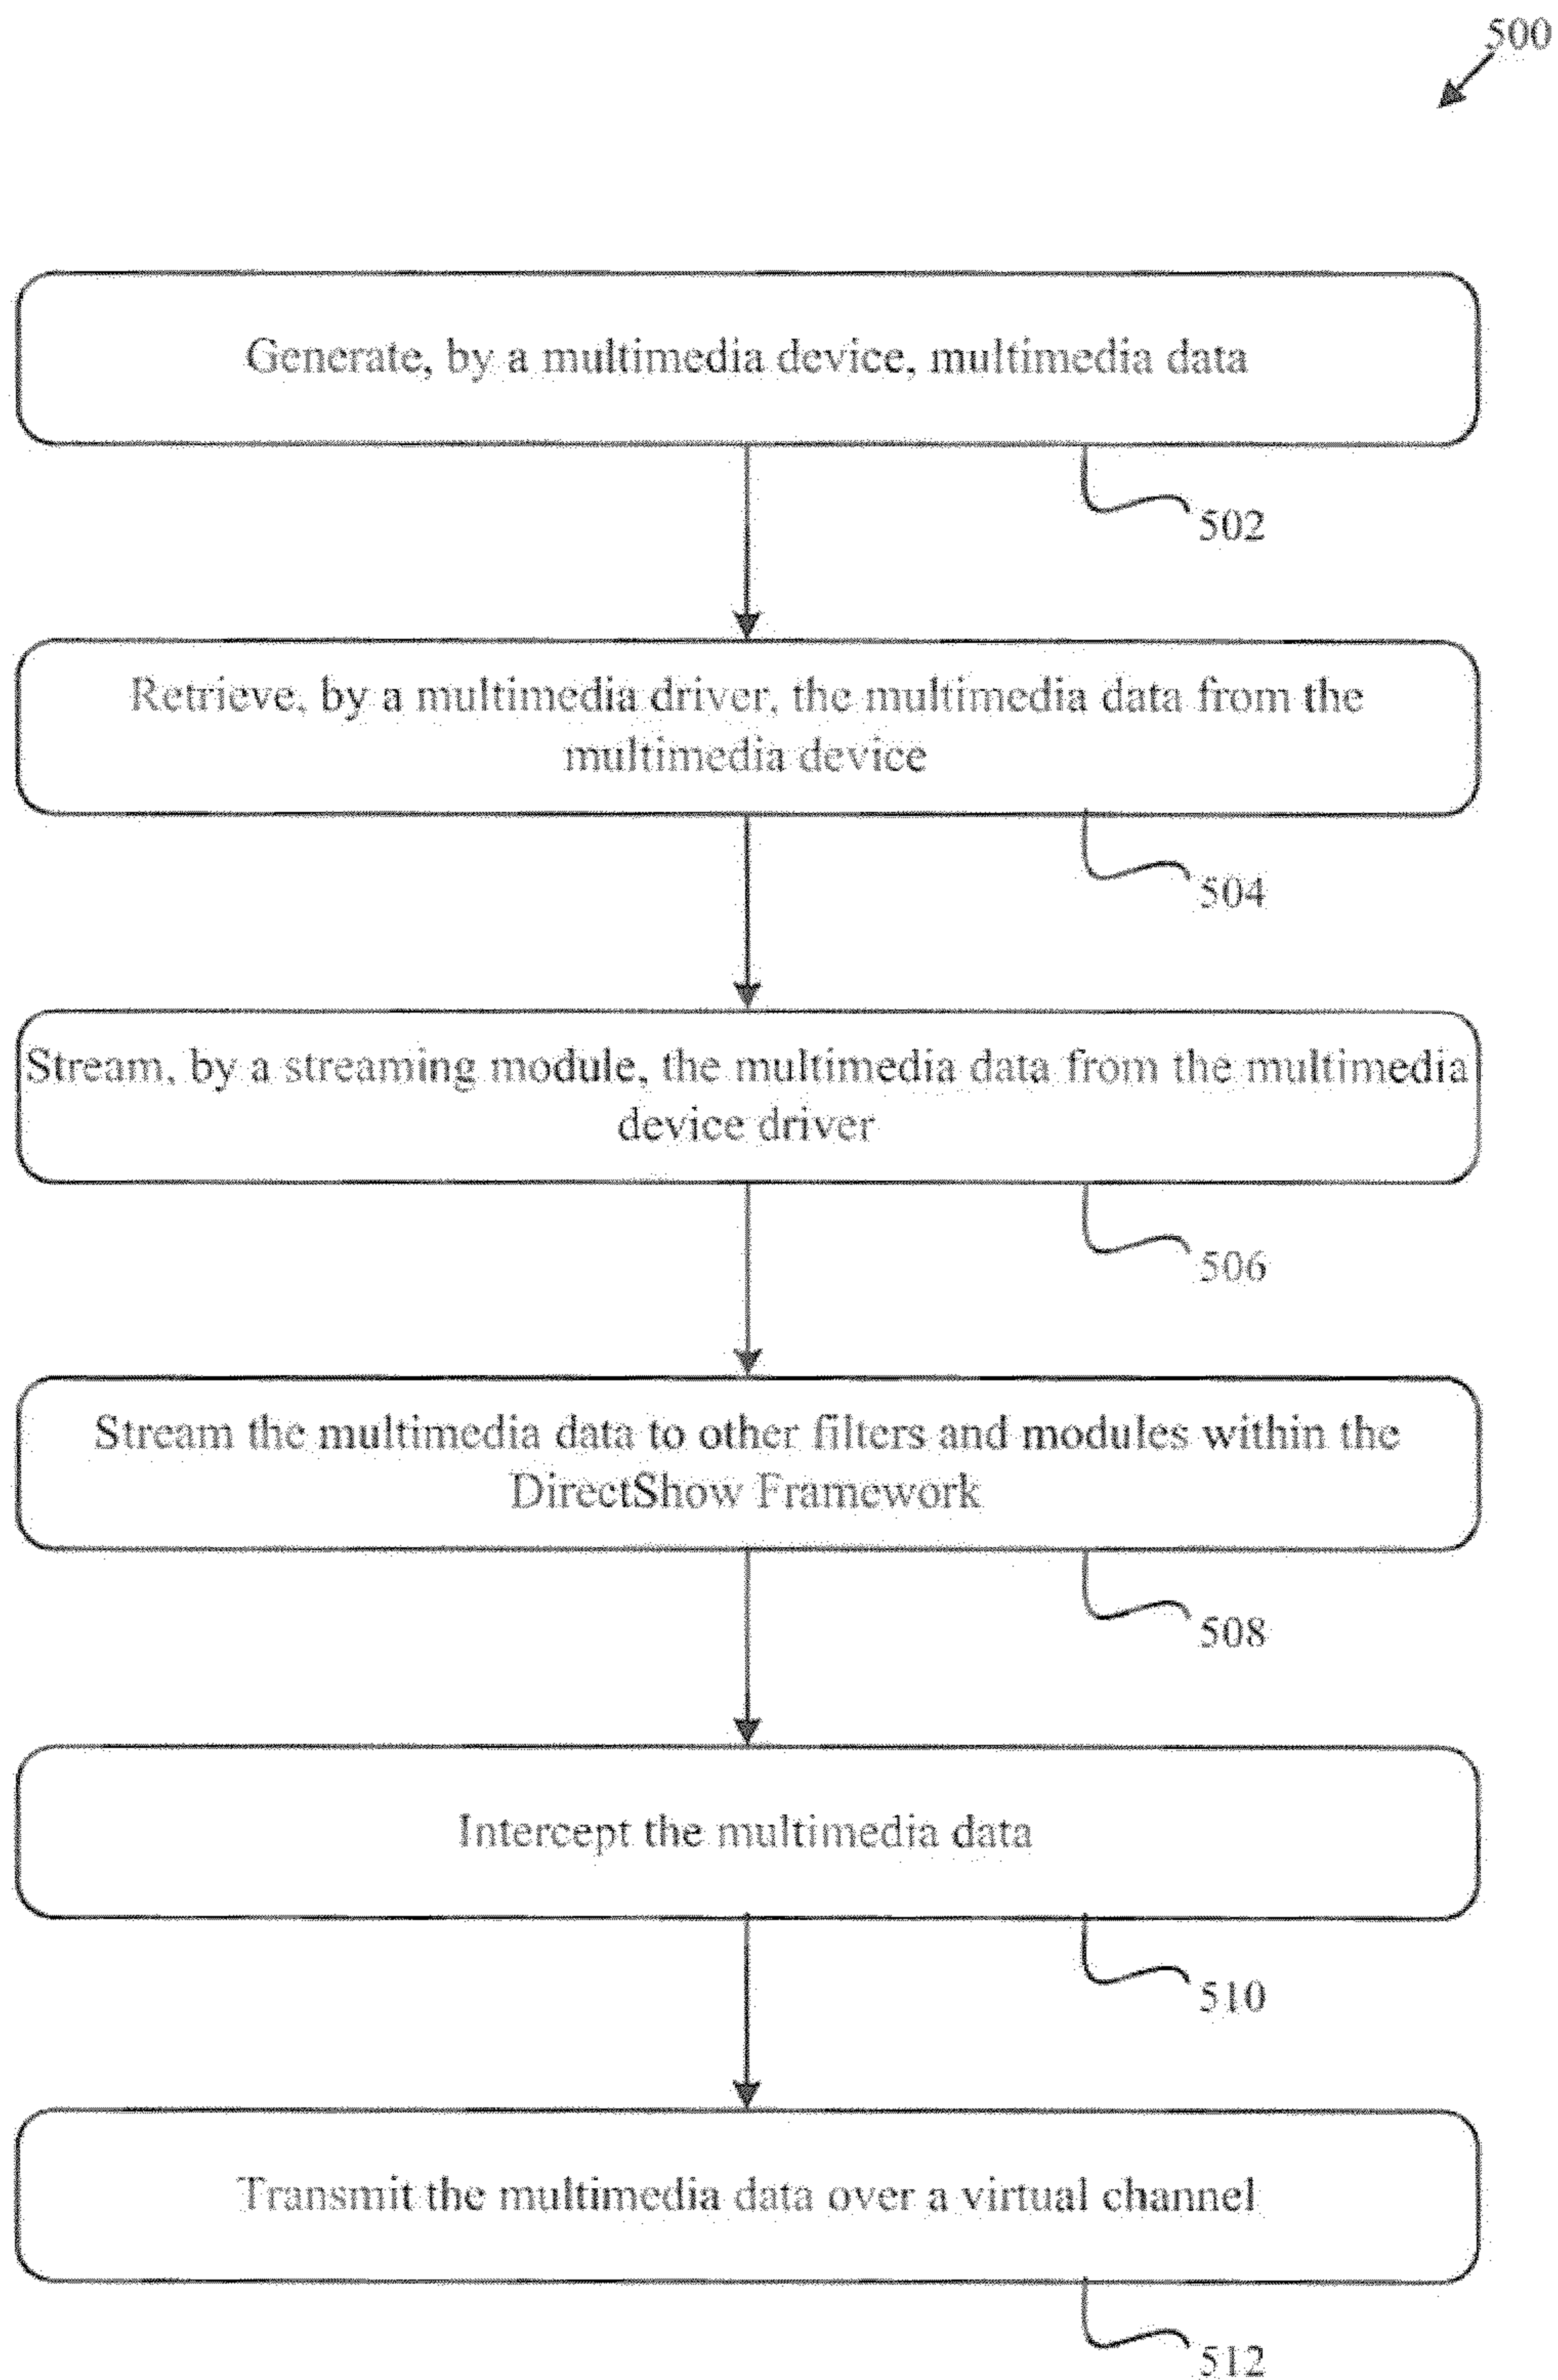 500
Generate, by a multimedia device, multimedia data
502
Retrieve, by a multimedia driver, the multimedia data from the
multimedia device
504
Stream, by a streaming module, the multimedia data from the multimedia
device driver
506
Stream the multimedia data to other filters and modules within the
DirectShow Framework
508
Intercept the multimedia data
510
Transmit the multimedia data over a virtual channel
512